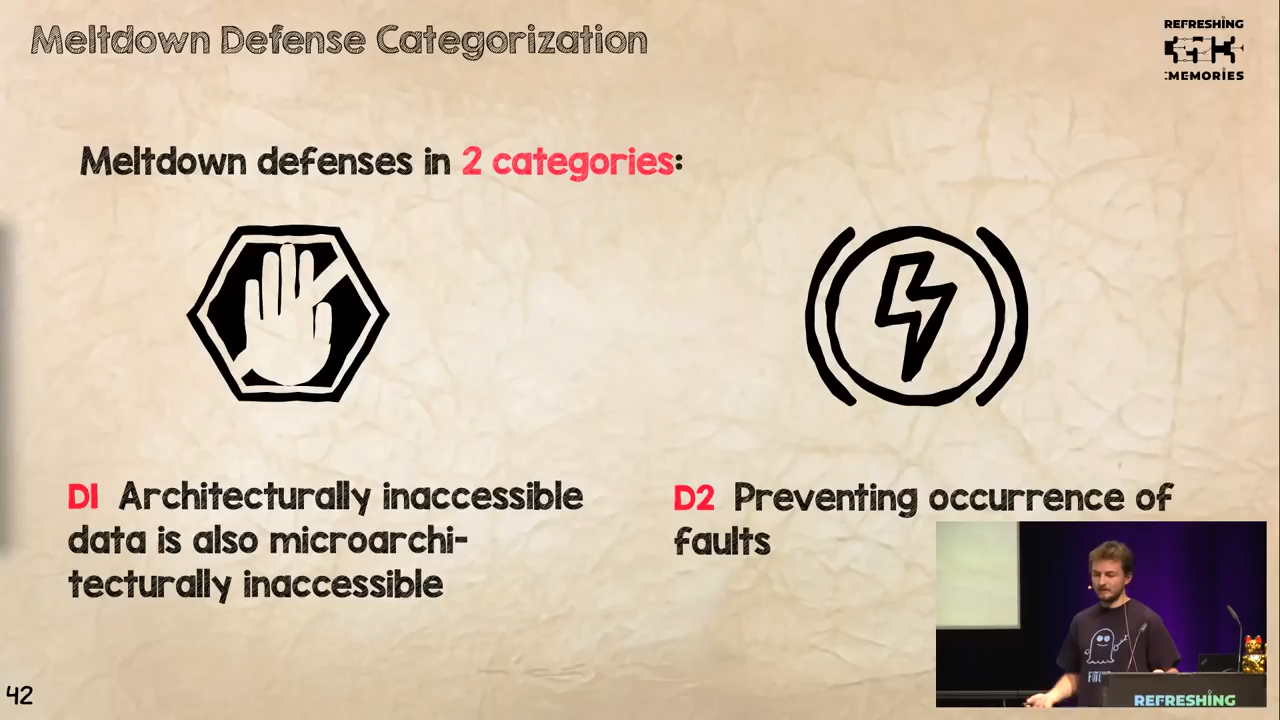 Meltdown Defense Categorization
REFRESHING
:MEMORIES
Meltdown defenses in 2 categories:
D1 Architecturally inaccessible
data is also microarchi-
tecturally inaccessible
D2 Preventing occurrence of
faults
42
REFRESHING